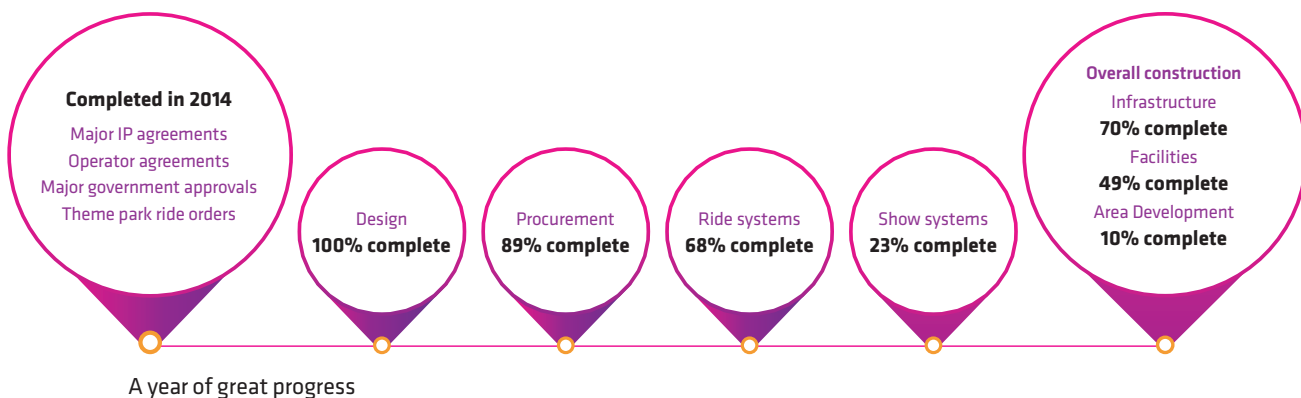 Completed in 2014
Major IP agreements
Operator agreements
Major government approvals
Theme park ride orders
Design
100% complete
Procurement
89% complete
Ride systems
68% complete
Show systems
23% complete
Overall construction
Infrastructure
70% complete
Facilities
49% complete
Area Development
10% complete
A year of great progress